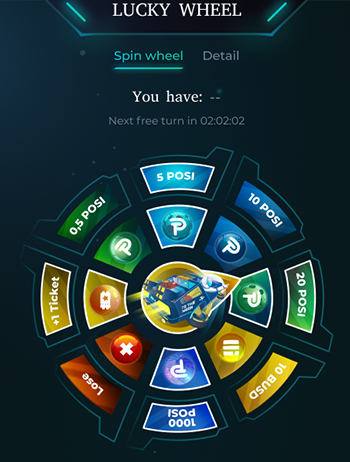 LUCKY WHEEL
Spin wheel
Detail
You have: --
Next free turn in 02:02:02
5 POSI
10 POSI
20 POSI
10 BUSD
1000
POSI
Lose
+1 Ticket
0,5 POSI